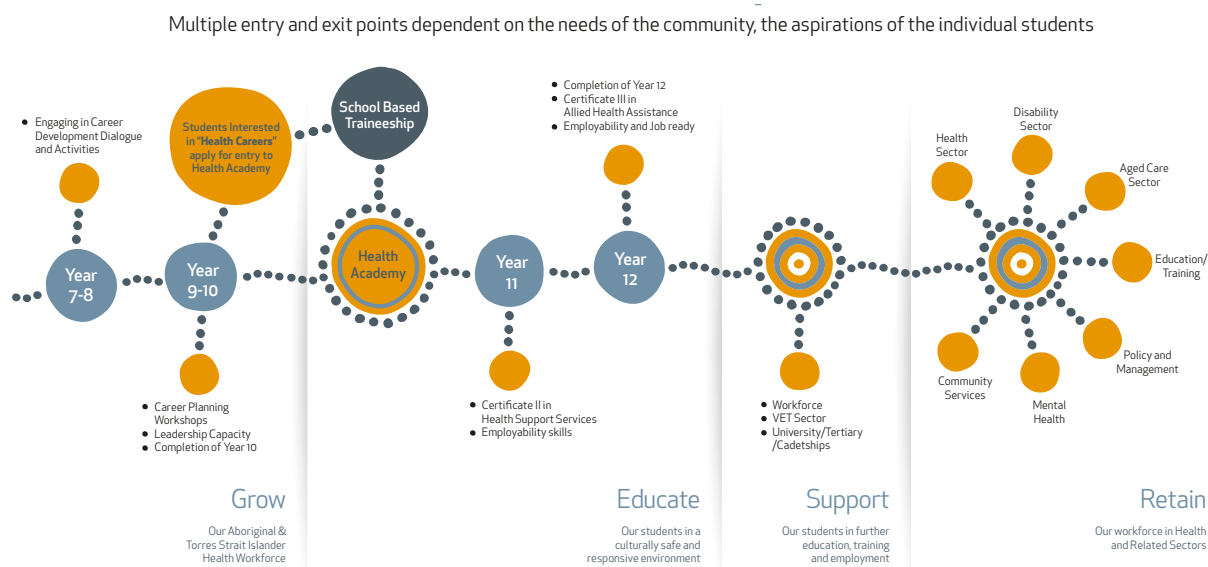 Multiple entry and exit points dependent on the needs of the community, the aspirations of the individual students
• Engaging in Career
Development Dialogue
and Activities
Year
7-8
Students Interested
in “Health Careers”
apply for entry to
Health Academy
Year
9-10
• Career Planning
Workshops
• Leadership Capacity
• Completion of Year 10
Grow
Our Aboriginal &
Torres Strait Islander
Health Workforce
School Based
Traineeship
Health
Academy
Year
11
• Certificate II in
Health Support Services
• Employability skills
• Completion of Year 12
• Certificate III in
Allied Health Assistance
• Employability and Job ready
Year
12
Educate
Our students in a
culturally safe and
responsive environment
• Workforce
• VET Sector
• University/Tertiary
/Cadetships
Support
Our students in further
education, training
and employment
Health
Sector
Disability
Sector
Aged Care
Sector
Education/
Training
Policy and
Management
Mental
Health
Community
Services
Retain
Our workforce in Health
and Related Sectors